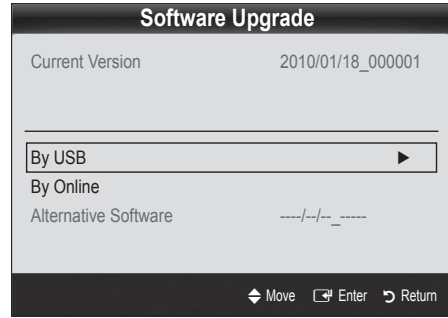 Software Upgrade
Current Version 2010/01/18_000001
By USB ▶
By Online
Alternative Software ----/--/--_-----
Move Enter Return